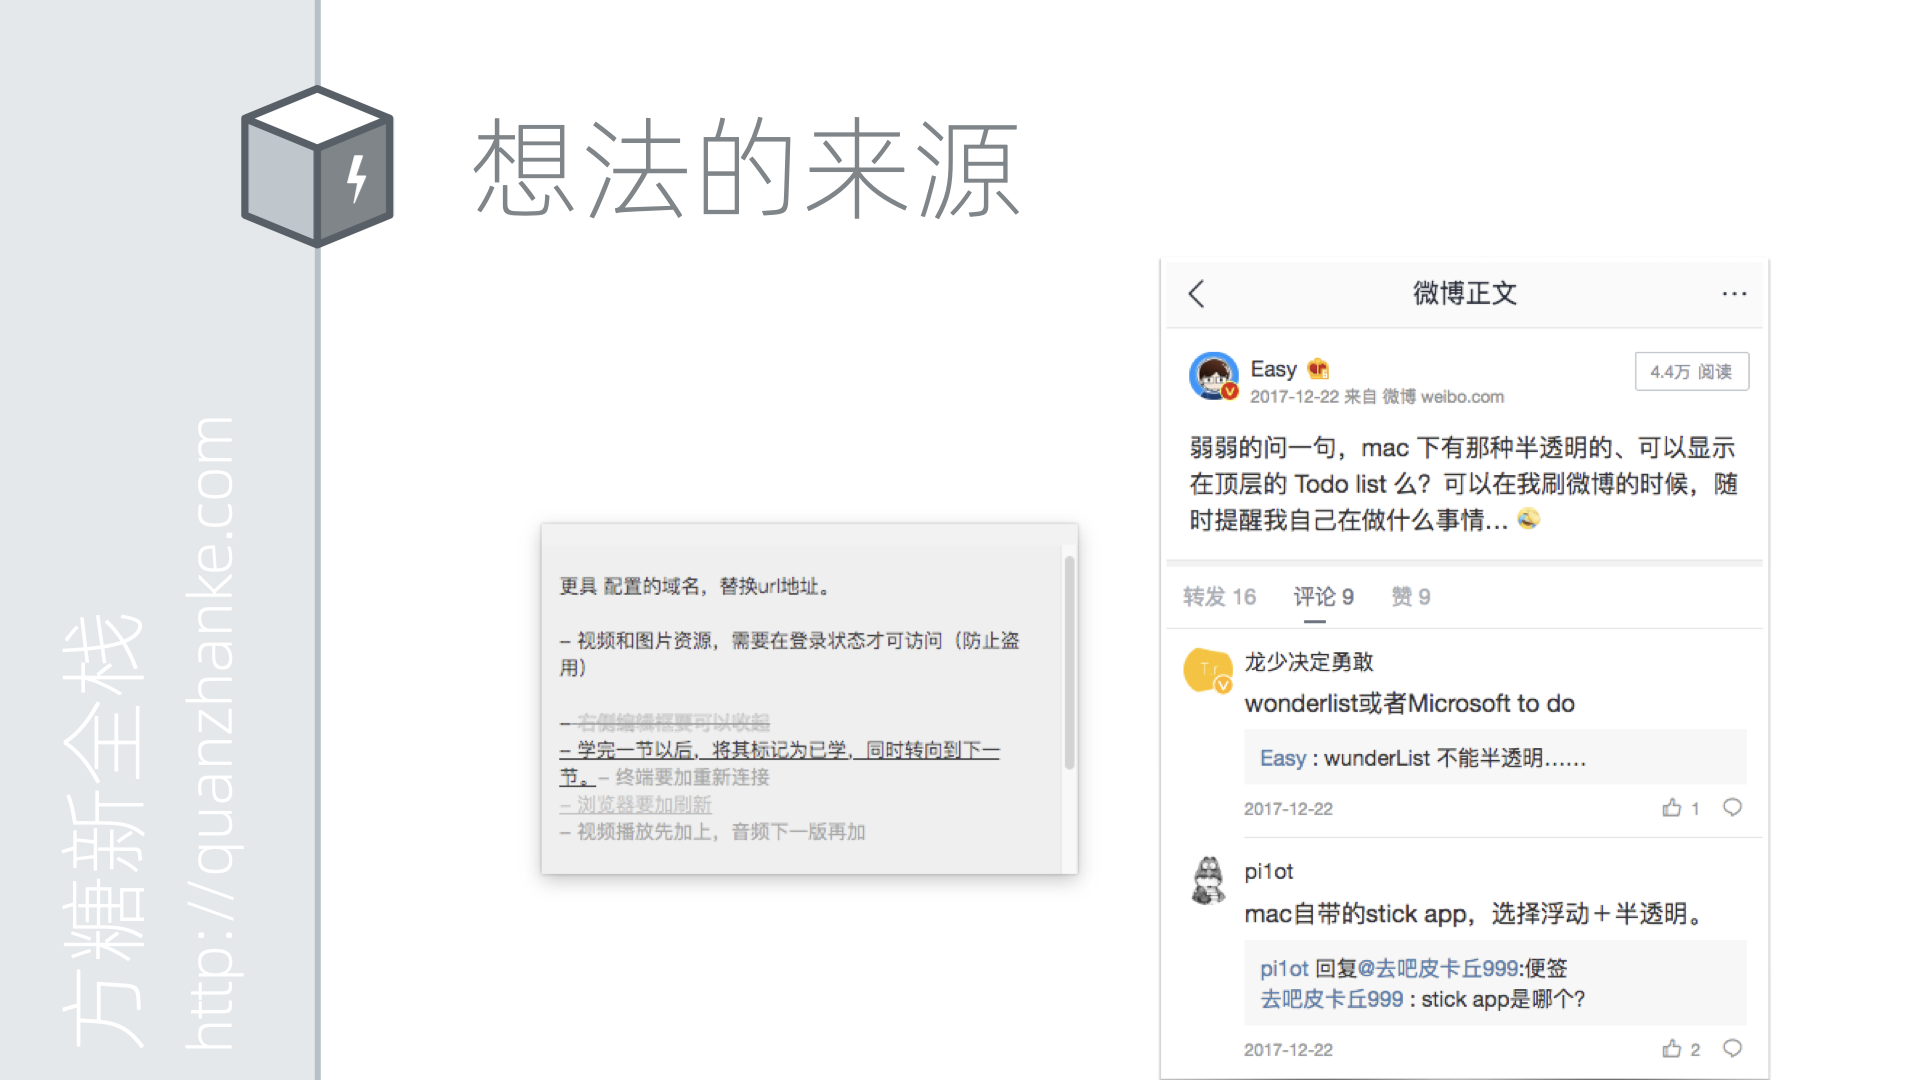 想法的来源
方糖新全栈
http://quanzhanke.com
更具 配置的域名，替换url地址。
– 视频和图片资源，需要在登录状态才可访问（防止盗
用）
– 右侧编辑框要可以收起
– 学完一节以后，将其标记为已学，同时转向到下一
节。– 终端要加重新连接
– 浏览器要加刷新
– 视频播放先加上，音频下一版再加
微博正文
Easy
4.4万 阅读
2017-12-22 来自 微博 weibo.com
弱弱的问一句，mac 下有那种半透明的、可以显示
在顶层的 Todo list 么？可以在我刷微博的时候，随
时提醒我自己在做什么事情...
转发 16 评论 9 赞 9
Tr
龙少决定勇敢
wonderlist或者Microsoft to do
Easy : wunderList 不能半透明……
2017-12-22 1
pi1ot
mac自带的stick app，选择浮动＋半透明。
pi1ot 回复@去吧皮卡丘999:便签
去吧皮卡丘999 : stick app是哪个?
2017-12-22 2